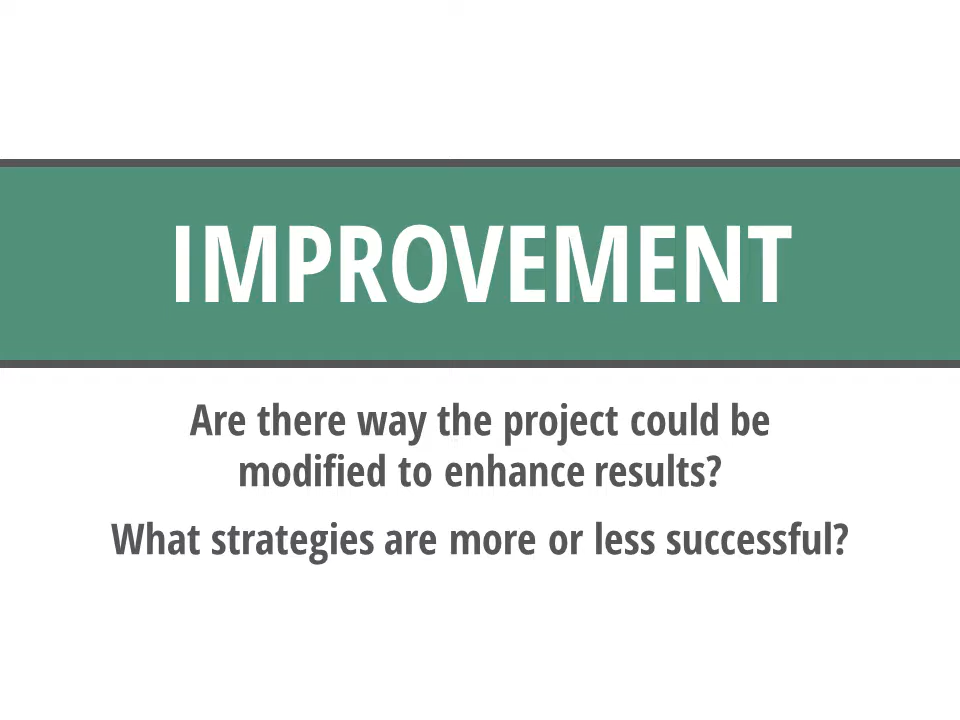 IMPROVEMENT
Are there way the project could be
modified to enhance results?
What strategies are more or less successful?